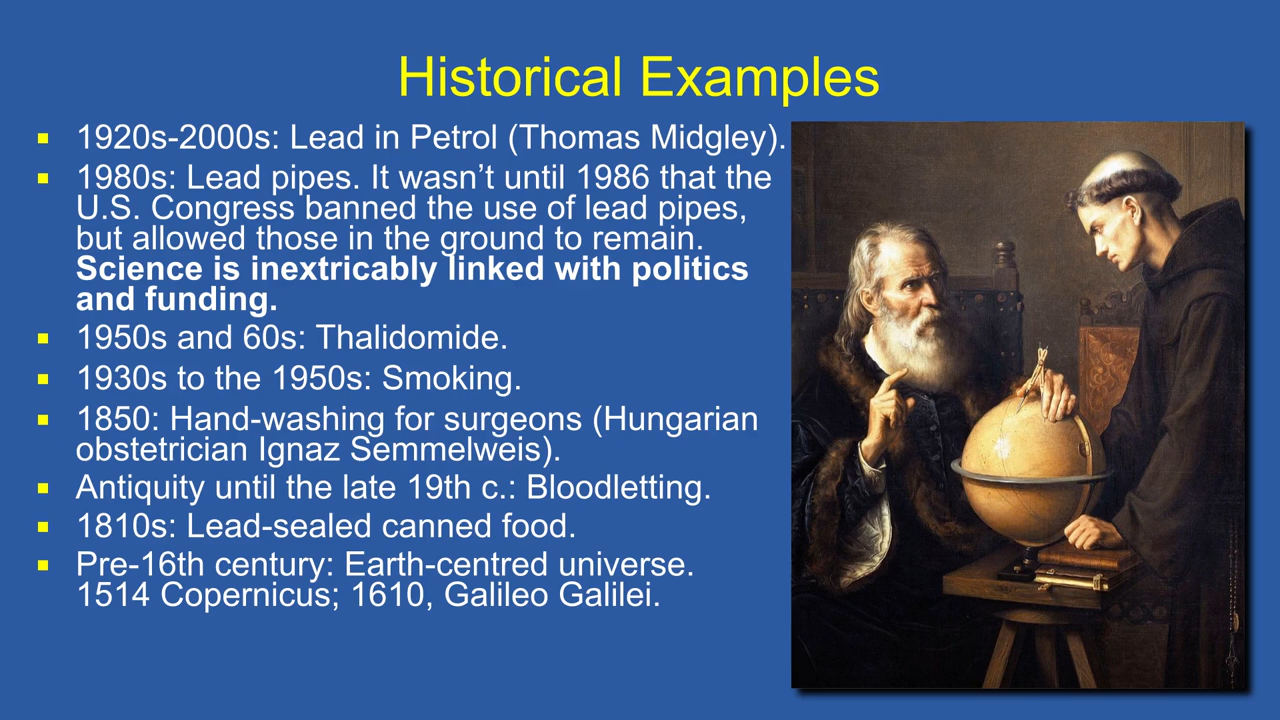 Historical Examples
1920s-2000s: Lead in Petrol (Thomas Midgley).
1980s: Lead pipes. It wasn’t until 1986 that the
U.S. Congress banned the use of lead pipes,
but allowed those in the ground to remain.
Science is inextricably linked with politics
and funding.
1950s and 60s: Thalidomide.
1930s to the 1950s: Smoking.
1850: Hand-washing for surgeons (Hungarian
obstetrician Ignaz Semmelweis).
Antiquity until the late 19th c.: Bloodletting.
1810s: Lead-sealed canned food.
Pre-16th century: Earth-centred universe.
1514 Copernicus; 1610, Galileo Galilei.